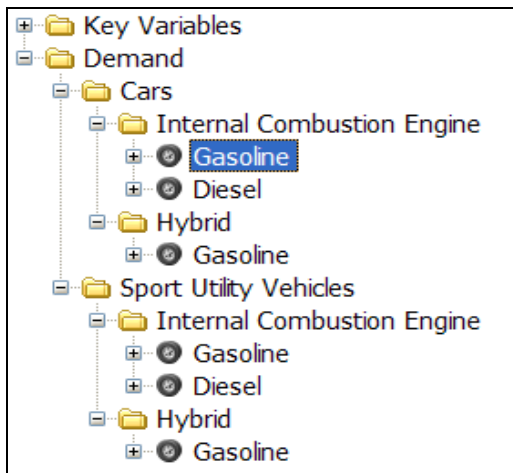 Key Variables
Demand
Cars
Internal Combustion Engine
Gasoline
Diesel
Hybrid
Gasoline
Sport Utility Vehicles
Internal Combustion Engine
Gasoline
Diesel
Hybrid
Gasoline